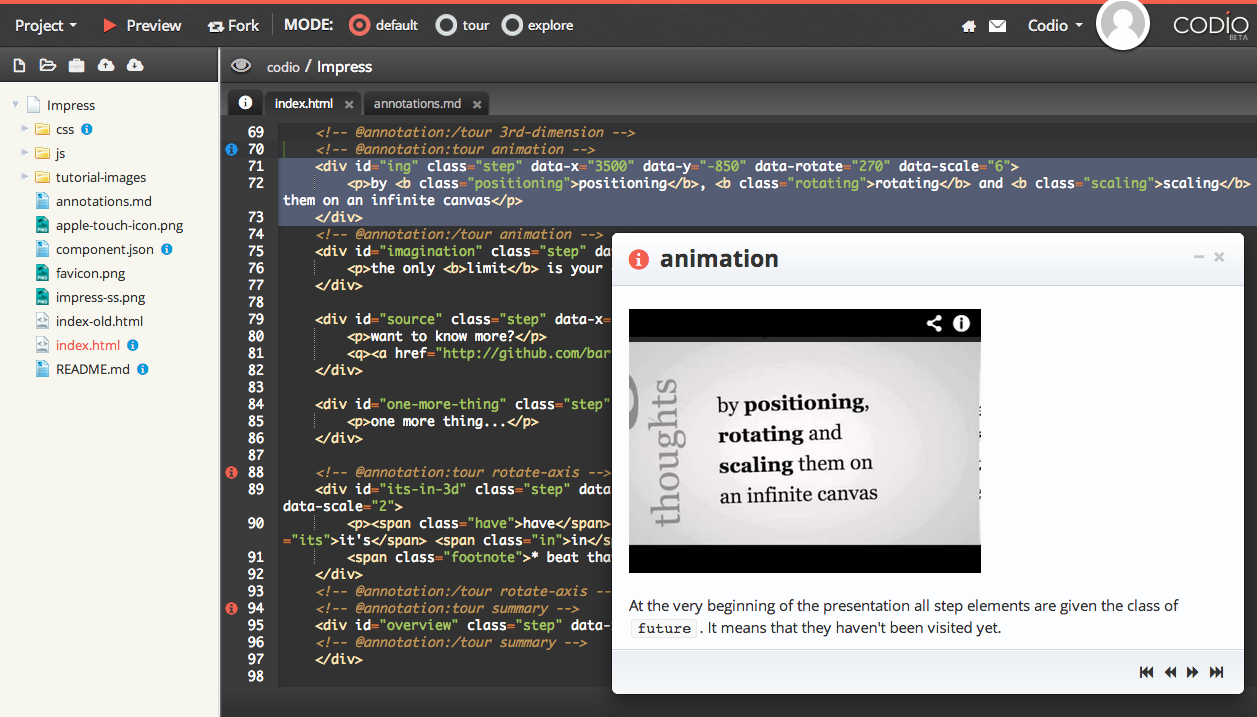 Project Preview Fork MODE: default tour explore Codio CODIO BETA
codio / Impress
index.html × annotations.md ×
Impress
css
js
tutorial-images
annotations.md
apple-touch-icon.png
component.json
favicon.png
impress-ss.png
index-old.html
index.html
README.md
69 <!-- @annotation:/tour 3rd-dimension -->
70 <!-- @annotation:tour animation -->
71 <div id="ing" class="step" data-x="3500" data-y="-850" data-rotate="270" data-scale="6">
72 <p>by <b class="positioning">positioning</b>, <b class="rotating">rotating</b> and <b class="scaling">scaling</b>
them on an infinite canvas</p>
73 </div>
74 <!-- @annotation:/tour animation -->
75 <div id="imagination" class="step" da
76 <p>the only <b>limit</b> is your
77 </div>
78
79 <div id="source" class="step" data-x=
80 <p>want to know more?</p>
81 <q><a href="http://github.com/bar
82 </div>
83
84 <div id="one-more-thing" class="step"
85 <p>one more thing...</p>
86 </div>
87
88 <!-- @annotation:tour rotate-axis -->
89 <div id="its-in-3d" class="step" data
data-scale="2">
90 <p><span class="have">have</span>
="its">it's</span> <span class="in">in</s
91 <span class="footnote">* beat tha
92 </div>
93 <!-- @annotation:/tour rotate-axis --
94 <!-- @annotation:tour summary -->
95 <div id="overview" class="step" data-
96 <!-- @annotation:/tour summary -->
97 </div>
98
animation
thoughts
by positioning,
rotating and
scaling them on
an infinite canvas
At the very beginning of the presentation all step elements are given the class of
future . It means that they haven't been visited yet.